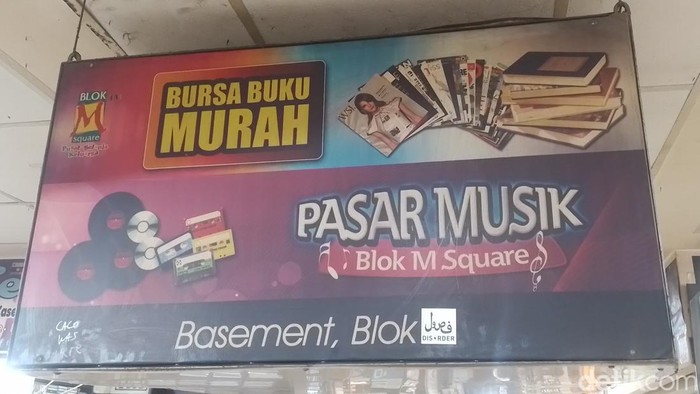 BLOK
M
square
BURSA BUKU
MURAH
PASAR MUSIK
Blok M Square
Basement, Blok
DIS*RDER
detikcom